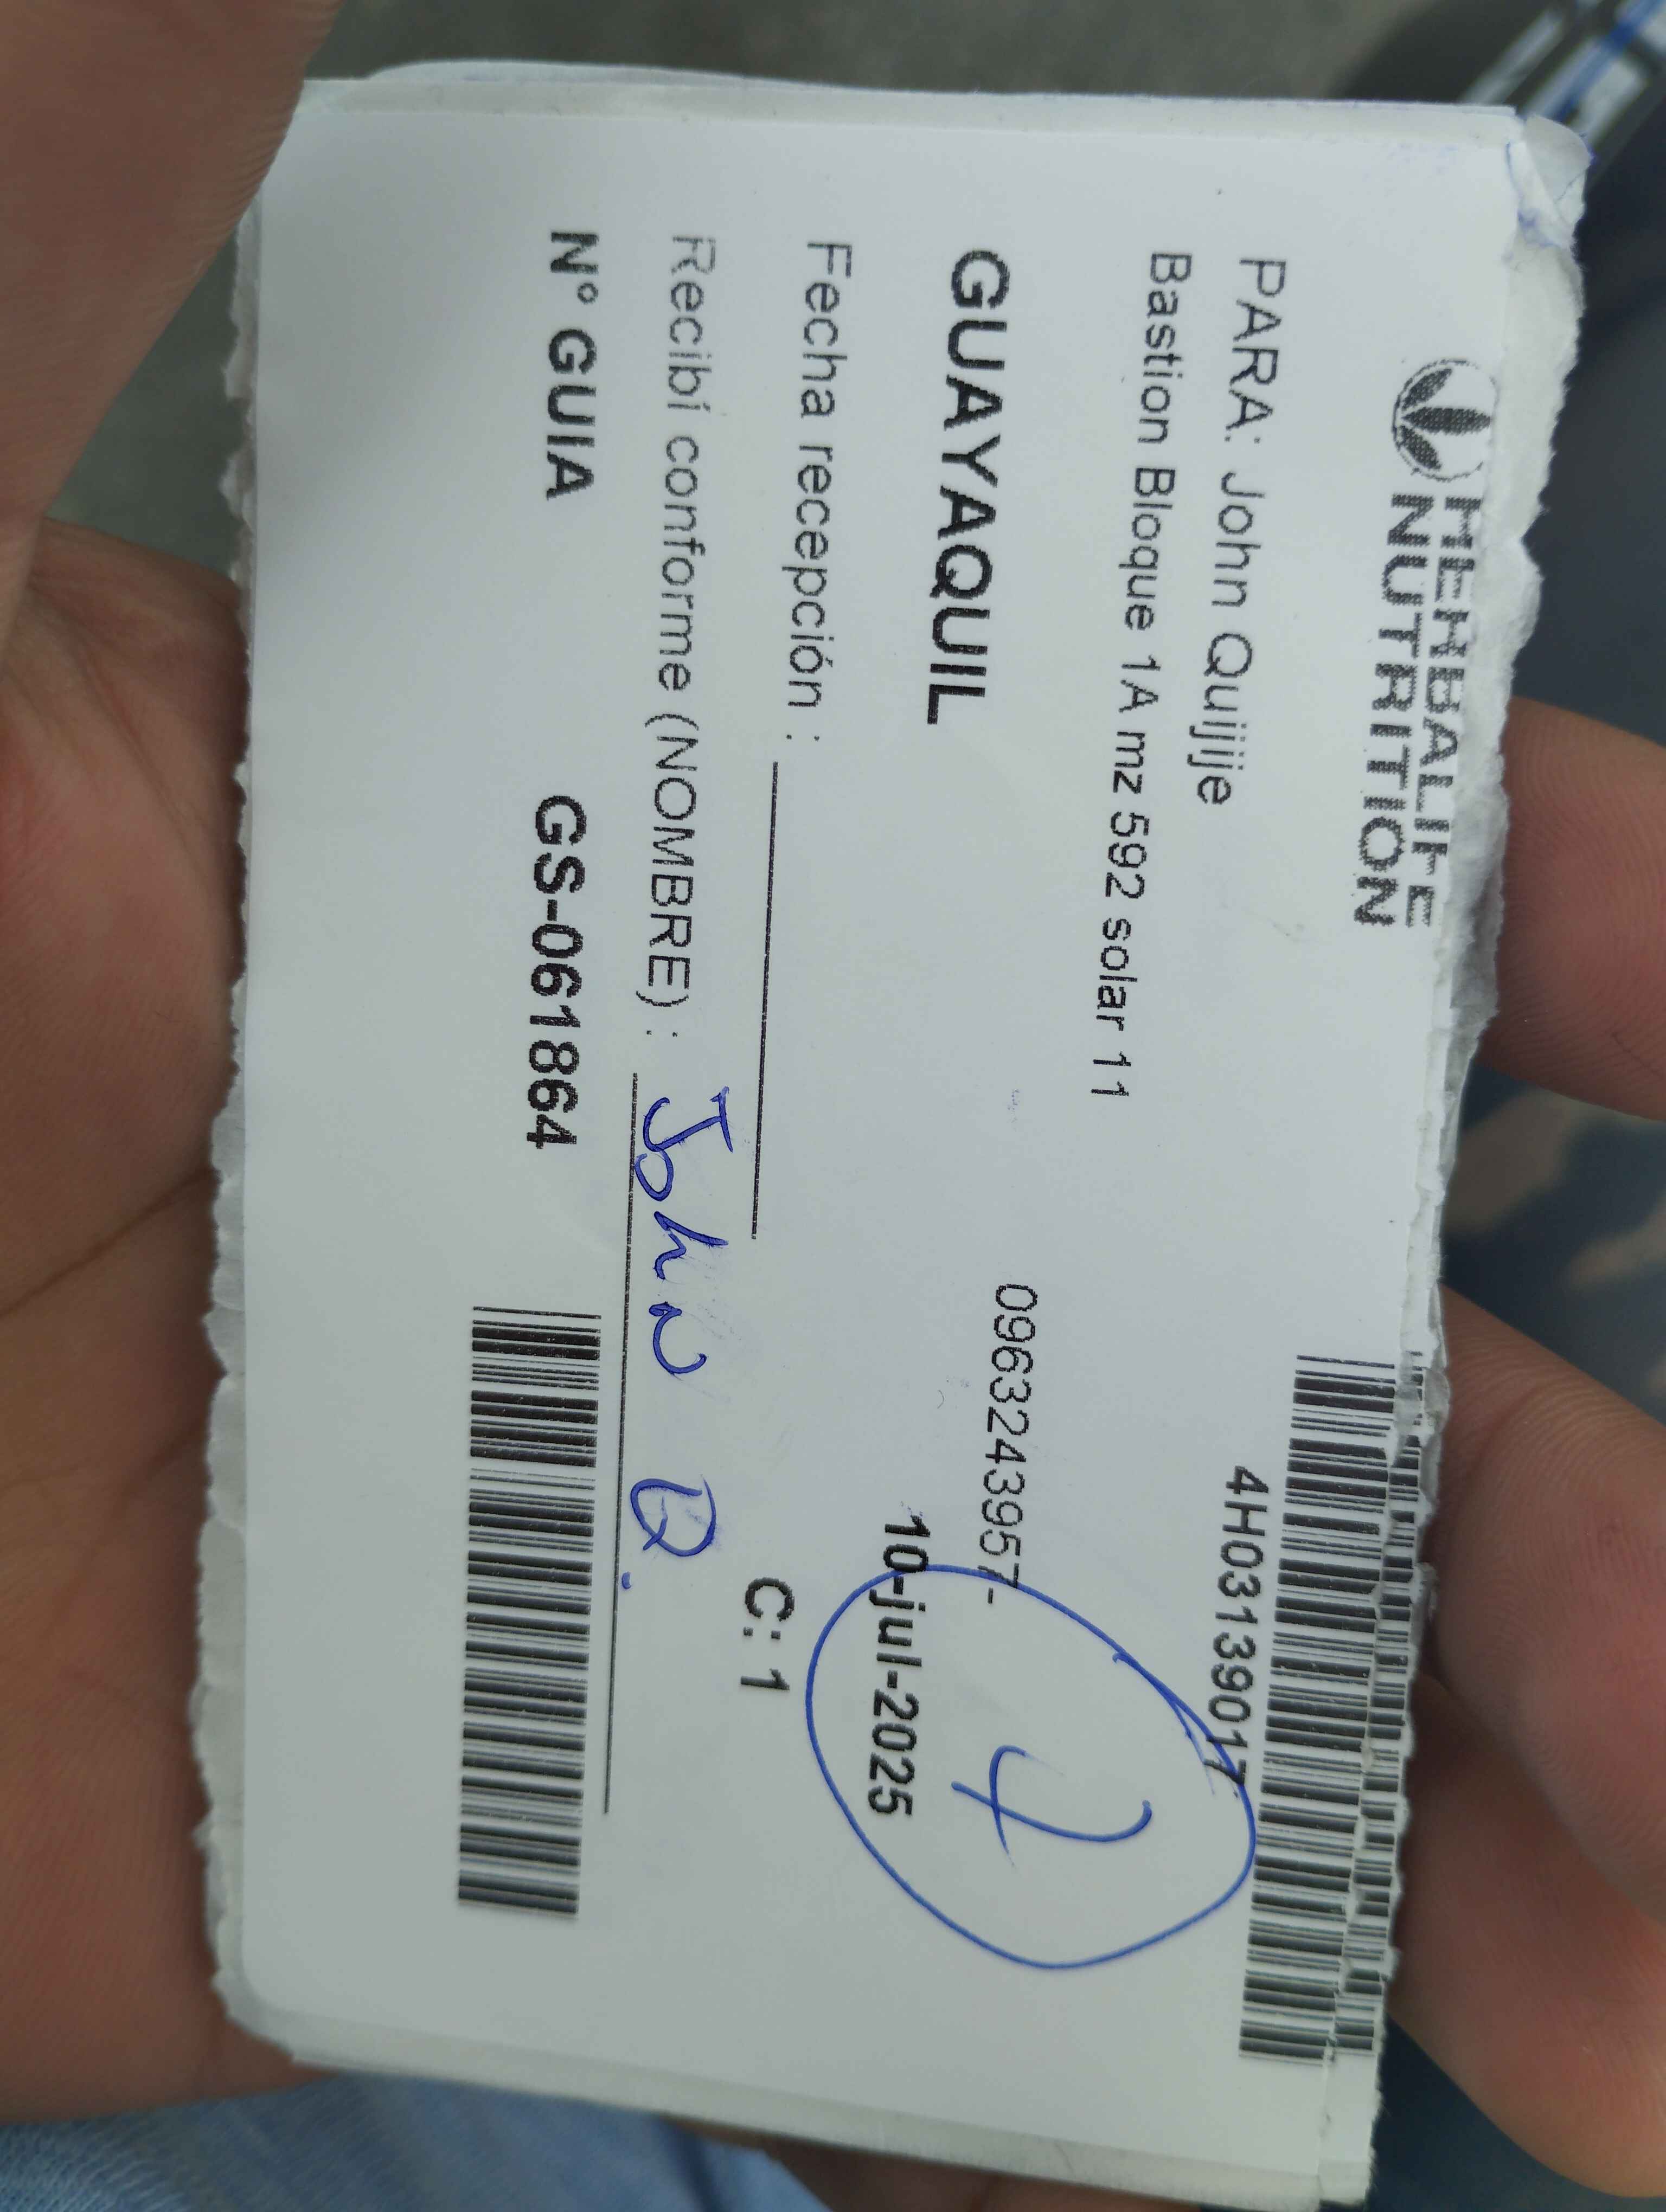 HERBALIFE
NUTRITION
4H03139017
PARA: John Quijije
Bastion Bloque 1A mz 592 solar 11
0963243957-
GUAYAQUIL
10-jul-2025
Fecha recepción :
C: 1
Recibí conforme (NOMBRE) : John Q.
N° GUIA GS-061864